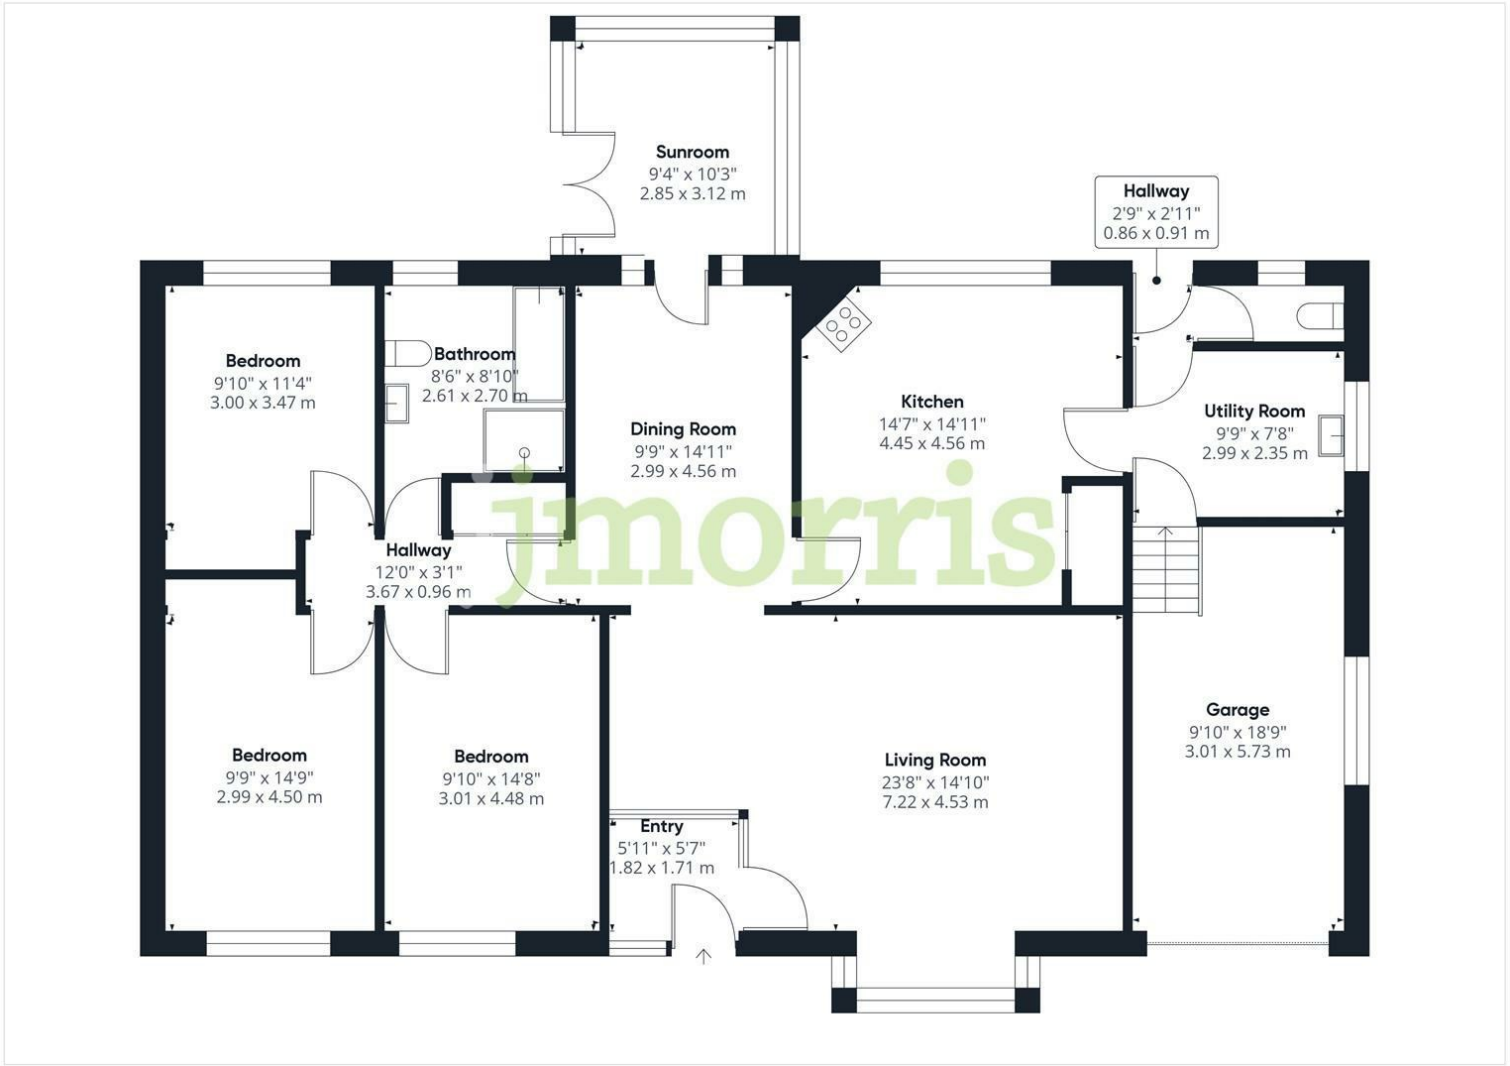 Sunroom
9'4" x 10'3"
2.85 x 3.12 m
Hallway
2'9" x 2'11"
0.86 x 0.91 m
Bedroom
9'10" x 11'4"
3.00 x 3.47 m
Bathroom
8'6" x 8'10"
2.61 x 2.70 m
Dining Room
9'9" x 14'11"
2.99 x 4.56 m
Kitchen
14'7" x 14'11"
4.45 x 4.56 m
Utility Room
9'9" x 7'8"
2.99 x 2.35 m
jmorris
Hallway
12'0" x 3'1"
3.67 x 0.96 m
Bedroom
9'9" x 14'9"
2.99 x 4.50 m
Bedroom
9'10" x 14'8"
3.01 x 4.48 m
Entry
5'11" x 5'7"
1.82 x 1.71 m
Living Room
23'8" x 14'10"
7.22 x 4.53 m
Garage
9'10" x 18'9"
3.01 x 5.73 m